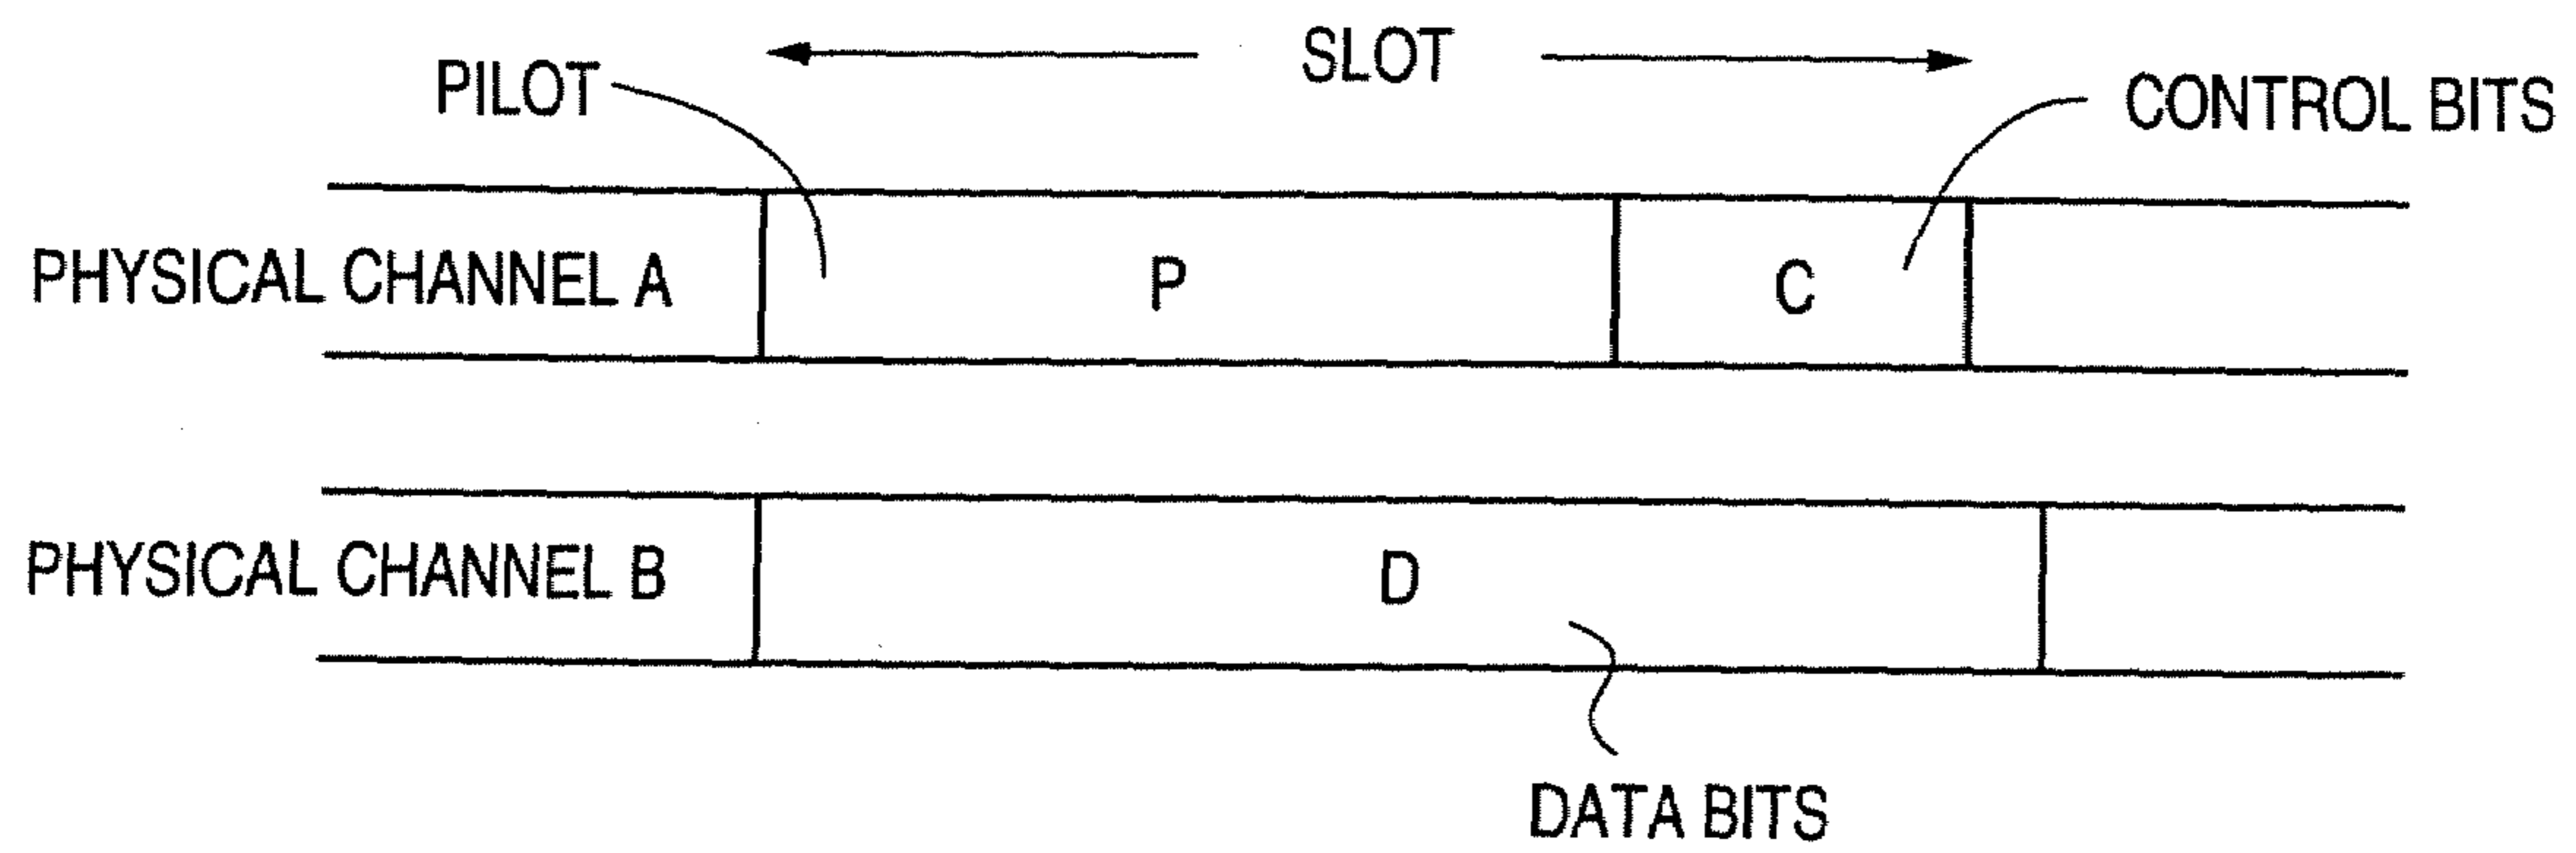 SLOT
PILOT
CONTROL BITS
PHYSICAL CHANNEL A
P
C
PHYSICAL CHANNEL B
D
DATA BITS